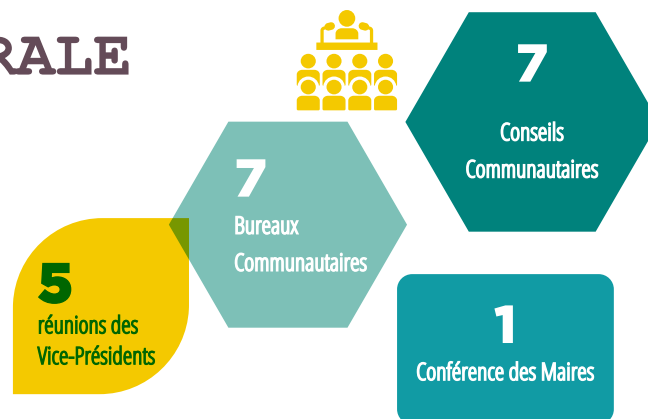 RALE
7
Conseils
Communautaires
7
Bureaux
Communautaires
5
réunions des
Vice-Présidents
1
Conférence des Maires